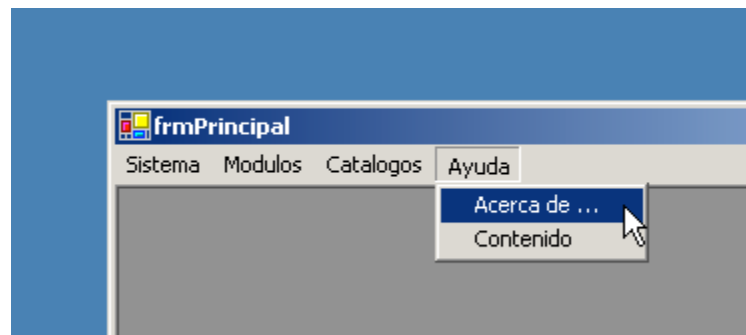 frmPrincipal
Sistema Modulos Catalogos Ayuda
Acerca de ...
Contenido